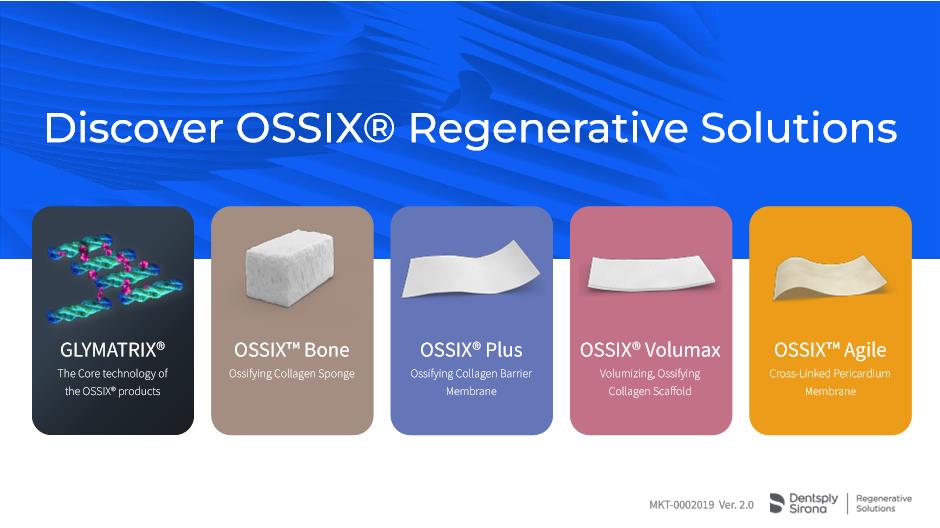 Discover OSSIX® Regenerative Solutions
GLYMATRIX®
The Core technology of
the OSSIX® products
OSSIX™ Bone
Ossifying Collagen Sponge
OSSIX® Plus
Ossifying Collagen Barrier
Membrane
OSSIX® Volumax
Volumizing, Ossifying
Collagen Scaffold
OSSIX™ Agile
Cross-Linked Pericardium
Membrane
MKT-0002019 Ver. 2.0
Dentsply
Sirona
Regenerative
Solutions